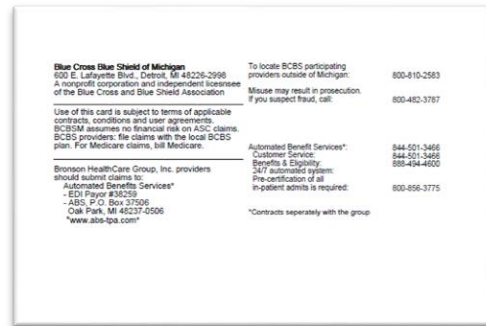 Blue Cross Blue Shield of Michigan
600 E. Lafayette Blvd., Detroit, MI 48226-2998
A nonprofit corporation and independent licesnsee
of the Blue Cross and Blue Shield Association
Use of this card is subject to terms of applicable
contracts, conditions and user agreements.
BCBSM assumes no financial risk on ASC claims.
BCBS providers: file claims with the local BCBS
plan. For Medicare claims, bill Medicare.
Bronson HealthCare Group, Inc. providers
should submit claims to:
Automated Benefits Services*
- EDI Payor #38259
- ABS, P.O. Box 37506
Oak Park, MI 48237-0506
*www.abs-tpa.com*
To locate BCBS participating
providers outside of Michigan: 800-810-2583
Misuse may result in prosecution.
If you suspect fraud, call: 800-482-3787
Automated Benefit Services*: 844-501-3466
Customer Service: 844-501-3466
Benefits & Eligibility: 888-494-4600
24/7 automated system:
Pre-certification of all
in-patient admits is required: 800-856-3775
*Contracts seperately with the group